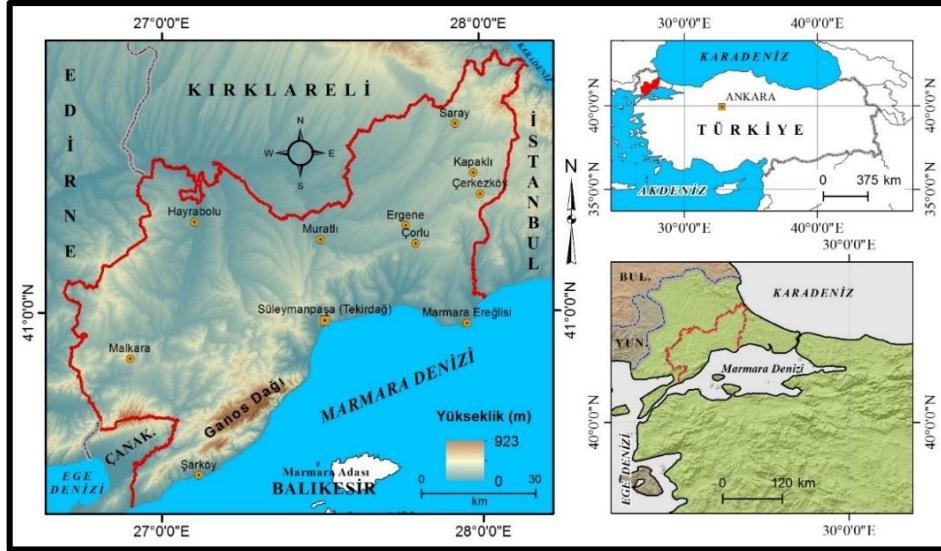 27°0'0"E
28°0'0"E
EDİRNE
KIRKLARELİ
KARADENİZ
İSTANBUL
N
W E
S
Saray
Kapaklı
Çerkezköy
Hayrabolu
Ergene
Muratlı
Çorlu
41°0'0"N
Süleymanpaşa (Tekirdağ)
Marmara Ereğlisi
41°0'0"N
Malkara
Ganos Dağı
MARMARA DENİZİ
ÇANAK.
EGE
DENİZİ
Şarköy
Marmara Adası
BALIKESİR
Yükseklik (m)
923
0
0 30
km
27°0'0"E
28°0'0"E
N
30°0'0"E
40°0'0"E
KARADENİZ
ANKARA
TÜRKİYE
AKDENİZ
0 375 km
40°0'0"N
35°0'0"N
40°0'0"N
35°0'0"N
30°0'0"E
40°0'0"E
30°0'0"E
BUL.
YUN.
KARADENİZ
Marmara Denizi
EGE DENİZİ
0 120 km
40°0'0"N
40°0'0"N
30°0'0"E